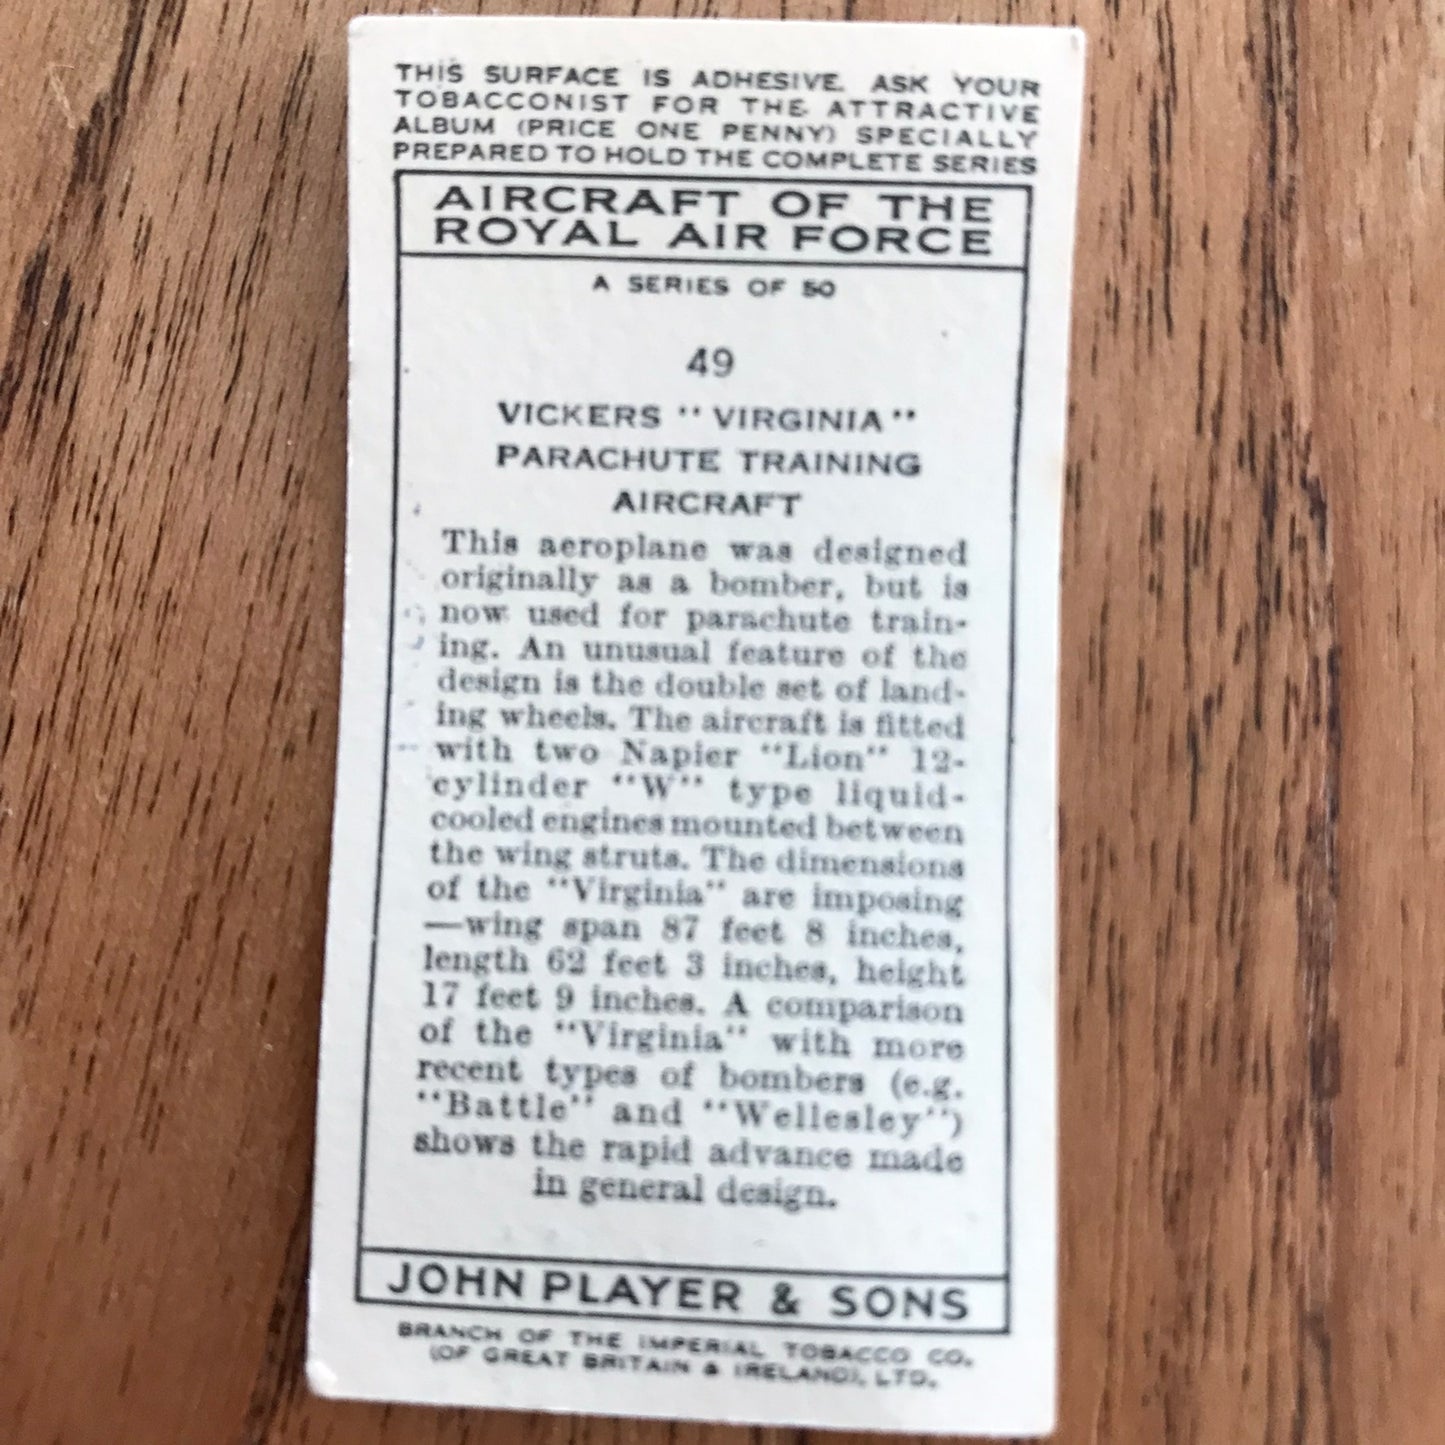 THIS SURFACE IS ADHESIVE. ASK YOUR
TOBACCONIST FOR THE ATTRACTIVE
ALBUM (PRICE ONE PENNY) SPECIALLY
PREPARED TO HOLD THE COMPLETE SERIES
AIRCRAFT OF THE
ROYAL AIR FORCE
A SERIES OF 50
49
VICKERS "VIRGINIA"
PARACHUTE TRAINING
AIRCRAFT
This aeroplane was designed
originally as a bomber, but is
now used for parachute train-
ing. An unusual feature of the
design is the double set of land-
ing wheels. The aircraft is fitted
with two Napier "Lion" 12-
cylinder "W" type liquid-
cooled engines mounted between
the wing struts. The dimensions
of the "Virginia" are imposing
—wing span 87 feet 8 inches,
length 62 feet 3 inches, height
17 feet 9 inches. A comparison
of the "Virginia" with more
recent types of bombers (e.g.
"Battle" and "Wellesley")
shows the rapid advance made
in general design.
JOHN PLAYER & SONS
BRANCH OF THE IMPERIAL TOBACCO CO.
(OF GREAT BRITAIN & IRELAND), LTD.